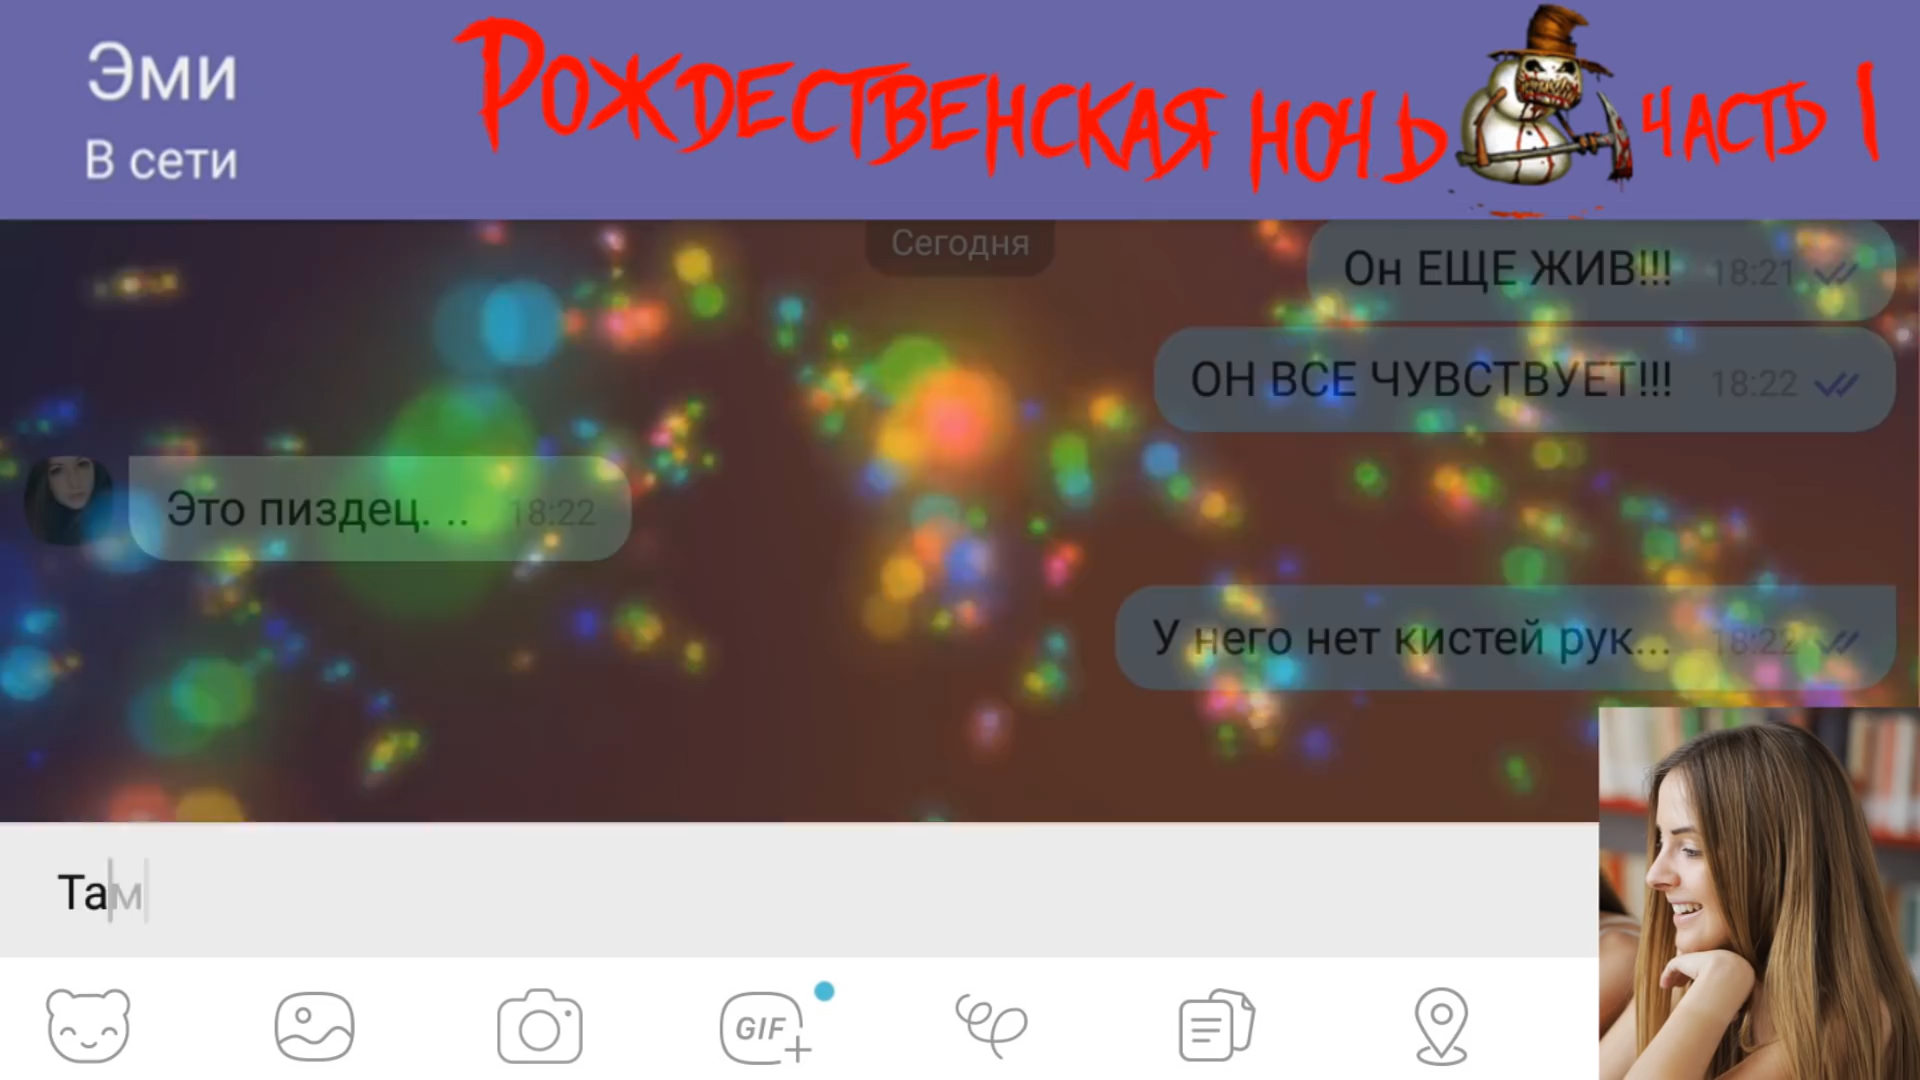 Эми
В сети
Рождественская ночь часть 1
Сегодня
Он ЕЩЕ ЖИВ!!! 18:21
ОН ВСЕ ЧУВСТВУЕТ!!! 18:22
Это пиздец. .. 18:22
У него нет кистей рук... 18:22
Там
GIF